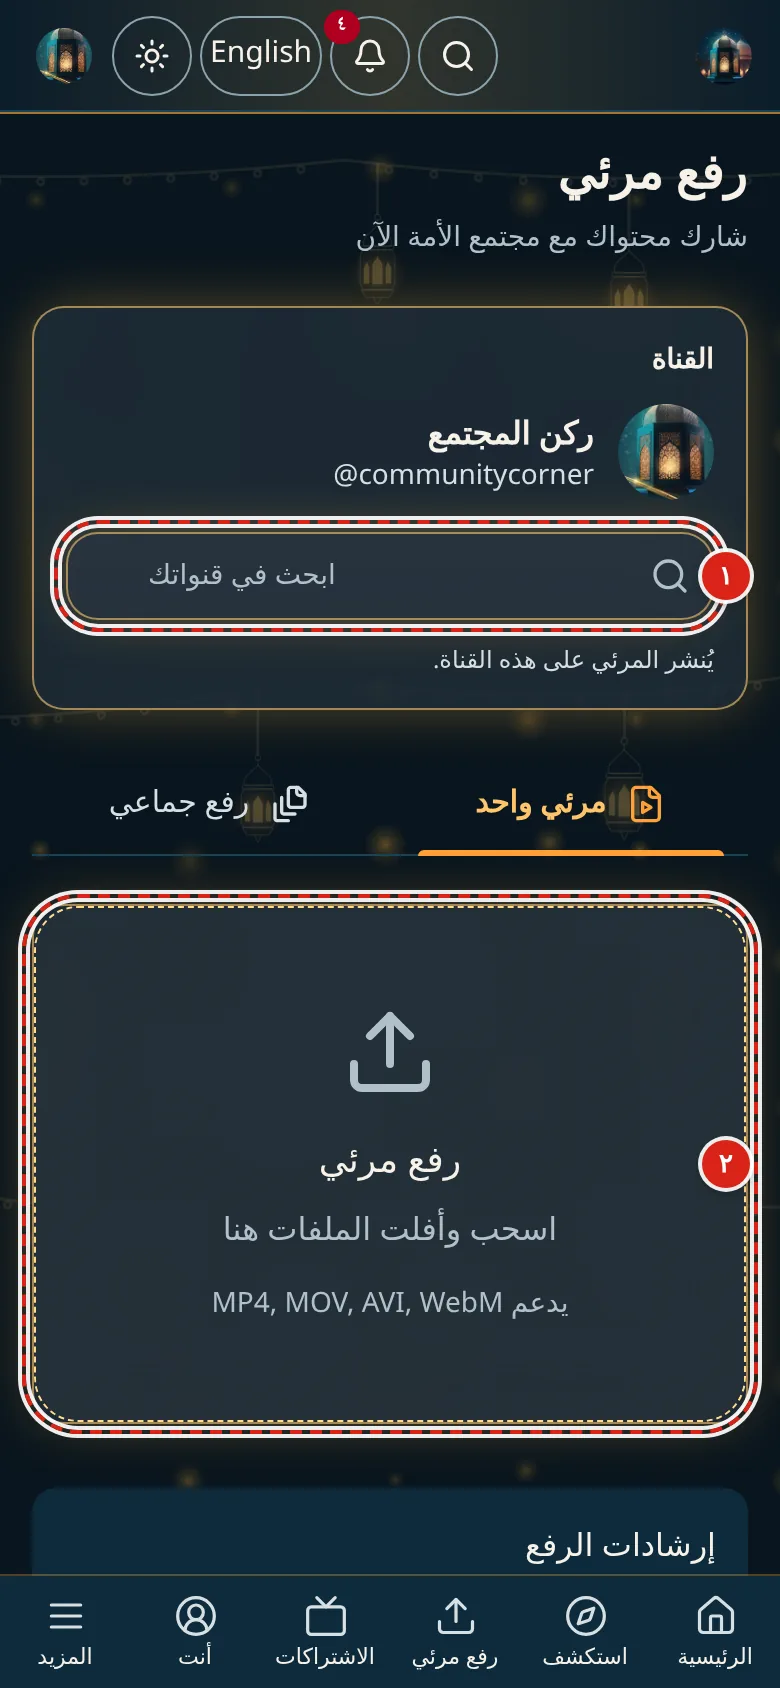 English
٤
رفع مرئي
شارك محتواك مع مجتمع الأمة الآن
القناة
ركن المجتمع
@communitycorner
ابحث في قنواتك
١
يُنشر المرئي على هذه القناة.
مرئي واحد
رفع جماعي
رفع مرئي
٢
اسحب وأفلت الملفات هنا
يدعم MP4, MOV, AVI, WebM
إرشادات الرفع
الرئيسية
استكشف
رفع مرئي
الاشتراكات
أنت
المزيد